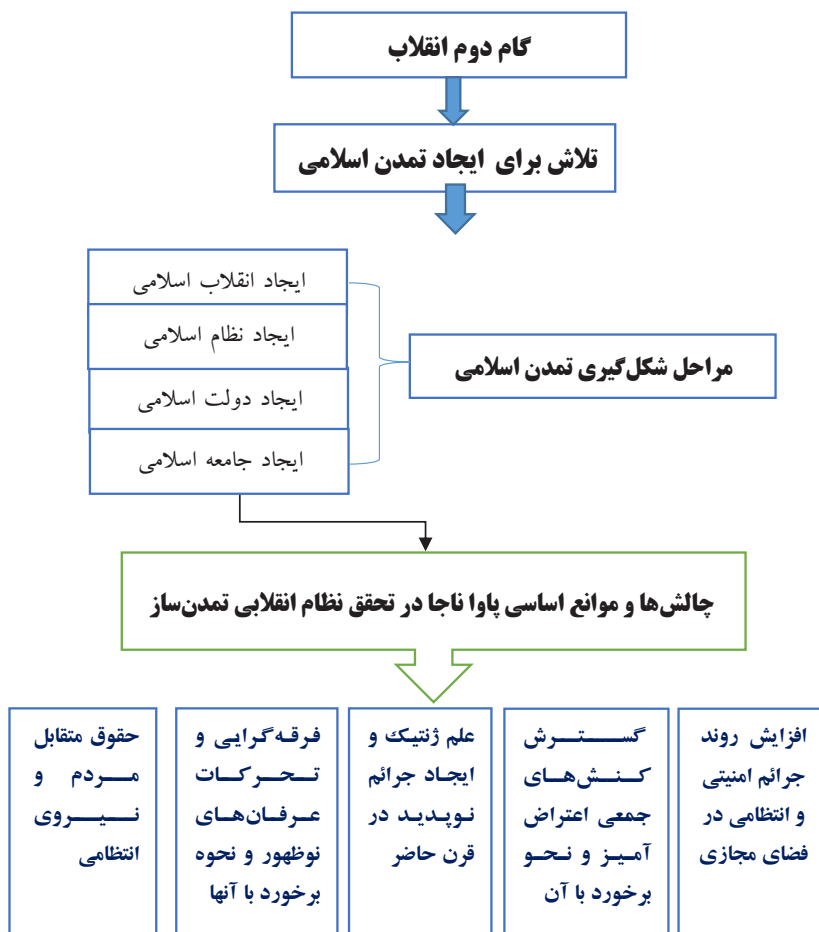 گام دوم انقلاب
تلاش برای ایجاد تمدن اسلامی
ایجاد انقلاب اسلامی
ایجاد نظام اسلامی
ایجاد دولت اسلامی
ایجاد جامعه اسلامی
مراحل شکل‌گیری تمدن اسلامی
چالش‌ها و موانع اساسی پاوا ناجا در تحقق نظام انقلابی تمدن‌ساز
افزایش روند
جرائم امنیتی
و انتظامی در
فضای مجازی
گسترش
کنش‌های
جمعی اعتراض
آمیز و نحو
برخورد با آن
علم ژنتیک و
ایجاد جرائم
نوپدید در
قرن حاضر
فرقه‌گرایی و
تحرکات
عرفان‌های
نوظهور و نحوه
برخورد با آنها
حقوق متقابل
مردم و
نیروی
انتظامی